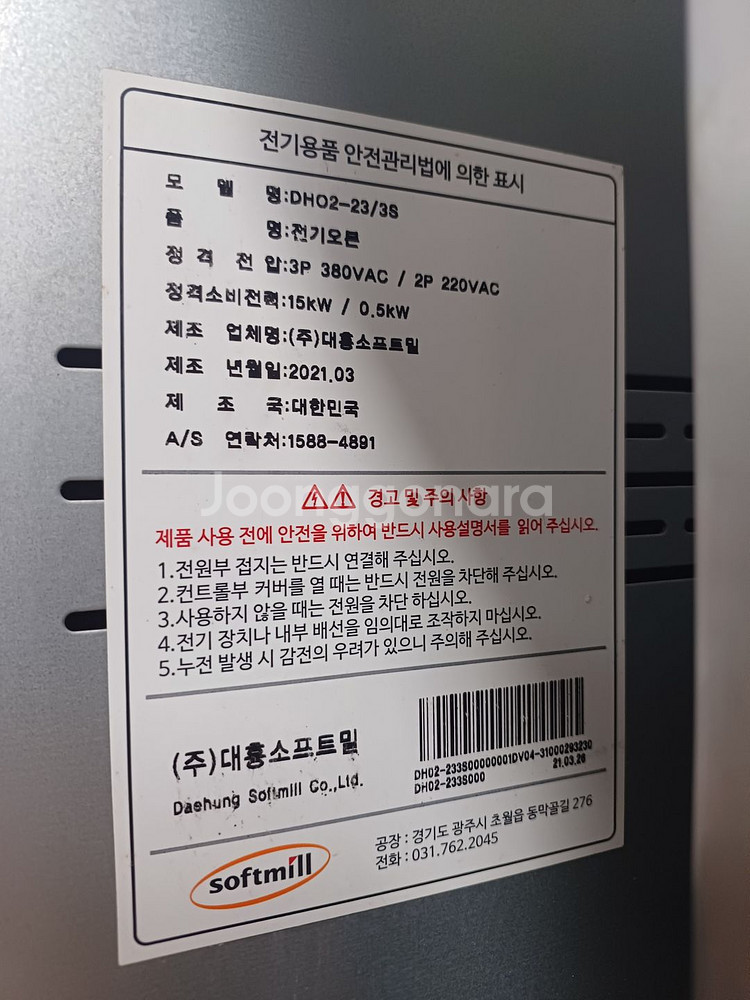 전기용품 안전관리법에 의한 표시
모 델 명:DHO2-23/3S
품 명:전기오븐
정 격 전 압:3P 380VAC / 2P 220VAC
정격소비전력:15kW / 0.5kW
제조 업체명:(주)대흥소프트밀
제조 년월일:2021.03
제 조 국:대한민국
A/S 연락처:1588-4891
경고 및 주의 사항
Joonggonara
제품 사용 전에 안전을 위하여 반드시 사용설명서를 읽어 주십시오.
1.전원부 접지는 반드시 연결해 주십시오.
2.컨트롤부 커버를 열 때는 반드시 전원을 차단해 주십시오.
3.사용하지 않을 때는 전원을 차단 하십시오.
4.전기 장치나 내부 배선을 임의대로 조작하지 마십시오.
5.누전 발생 시 감전의 우려가 있으니 주의해 주십시오.
(주)대흥소프트밀
Daehung Softmill Co.,Ltd.
DHO2-233S00000001DV04-31000293230
DHO2-233S000 21.03.26
softmill
공장 : 경기도 광주시 초월읍 동막골길 276
전화 : 031.762.2045